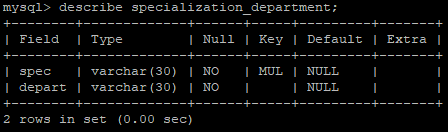 mysql> describe specialization_department;
+--------+-------------+------+-----+---------+-------+
| Field  | Type        | Null | Key | Default | Extra |
+--------+-------------+------+-----+---------+-------+
| spec   | varchar(30) | NO   | MUL | NULL    |       |
| depart | varchar(30) | NO   |     | NULL    |       |
+--------+-------------+------+-----+---------+-------+
2 rows in set (0.00 sec)